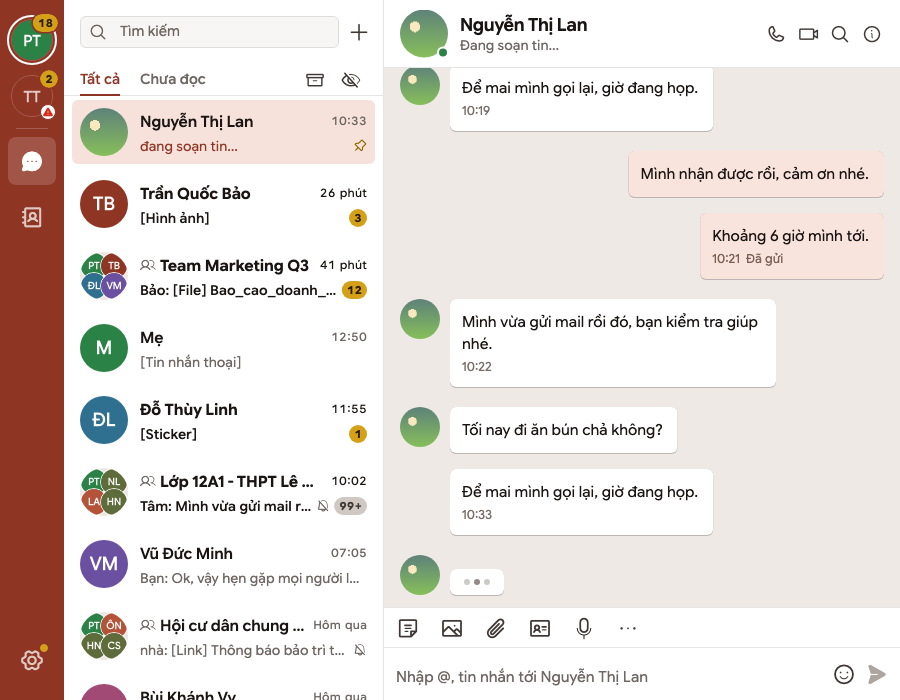 PT
18
TT
2
Tìm kiếm
Tất cả
Chưa đọc
Nguyễn Thị Lan
10:33
đang soạn tin...
TB
Trần Quốc Bảo
26 phút
[Hình ảnh]
3
PT
TB
ĐL
VM
Team Marketing Q3
41 phút
Bảo: [File] Bao_cao_doanh_...
12
M
Mẹ
12:50
[Tin nhắn thoại]
ĐL
Đỗ Thùy Linh
11:55
[Sticker]
1
PT
NL
LA
HN
Lớp 12A1 - THPT Lê ...
10:02
Tâm: Mình vừa gửi mail r...
99+
VM
Vũ Đức Minh
07:05
Bạn: Ok, vậy hẹn gặp mọi người l...
PT
ÔN
HN
CS
Hội cư dân chung ...
Hôm qua
nhà: [Link] Thông báo bảo trì t...
Bùi Khánh Vy
Hôm qua
Nguyễn Thị Lan
Đang soạn tin...
Để mai mình gọi lại, giờ đang họp.
10:19
Mình nhận được rồi, cảm ơn nhé.
Khoảng 6 giờ mình tới.
10:21 Đã gửi
Mình vừa gửi mail rồi đó, bạn kiểm tra giúp
nhé.
10:22
Tối nay đi ăn bún chả không?
Để mai mình gọi lại, giờ đang họp.
10:33
Nhập @, tin nhắn tới Nguyễn Thị Lan